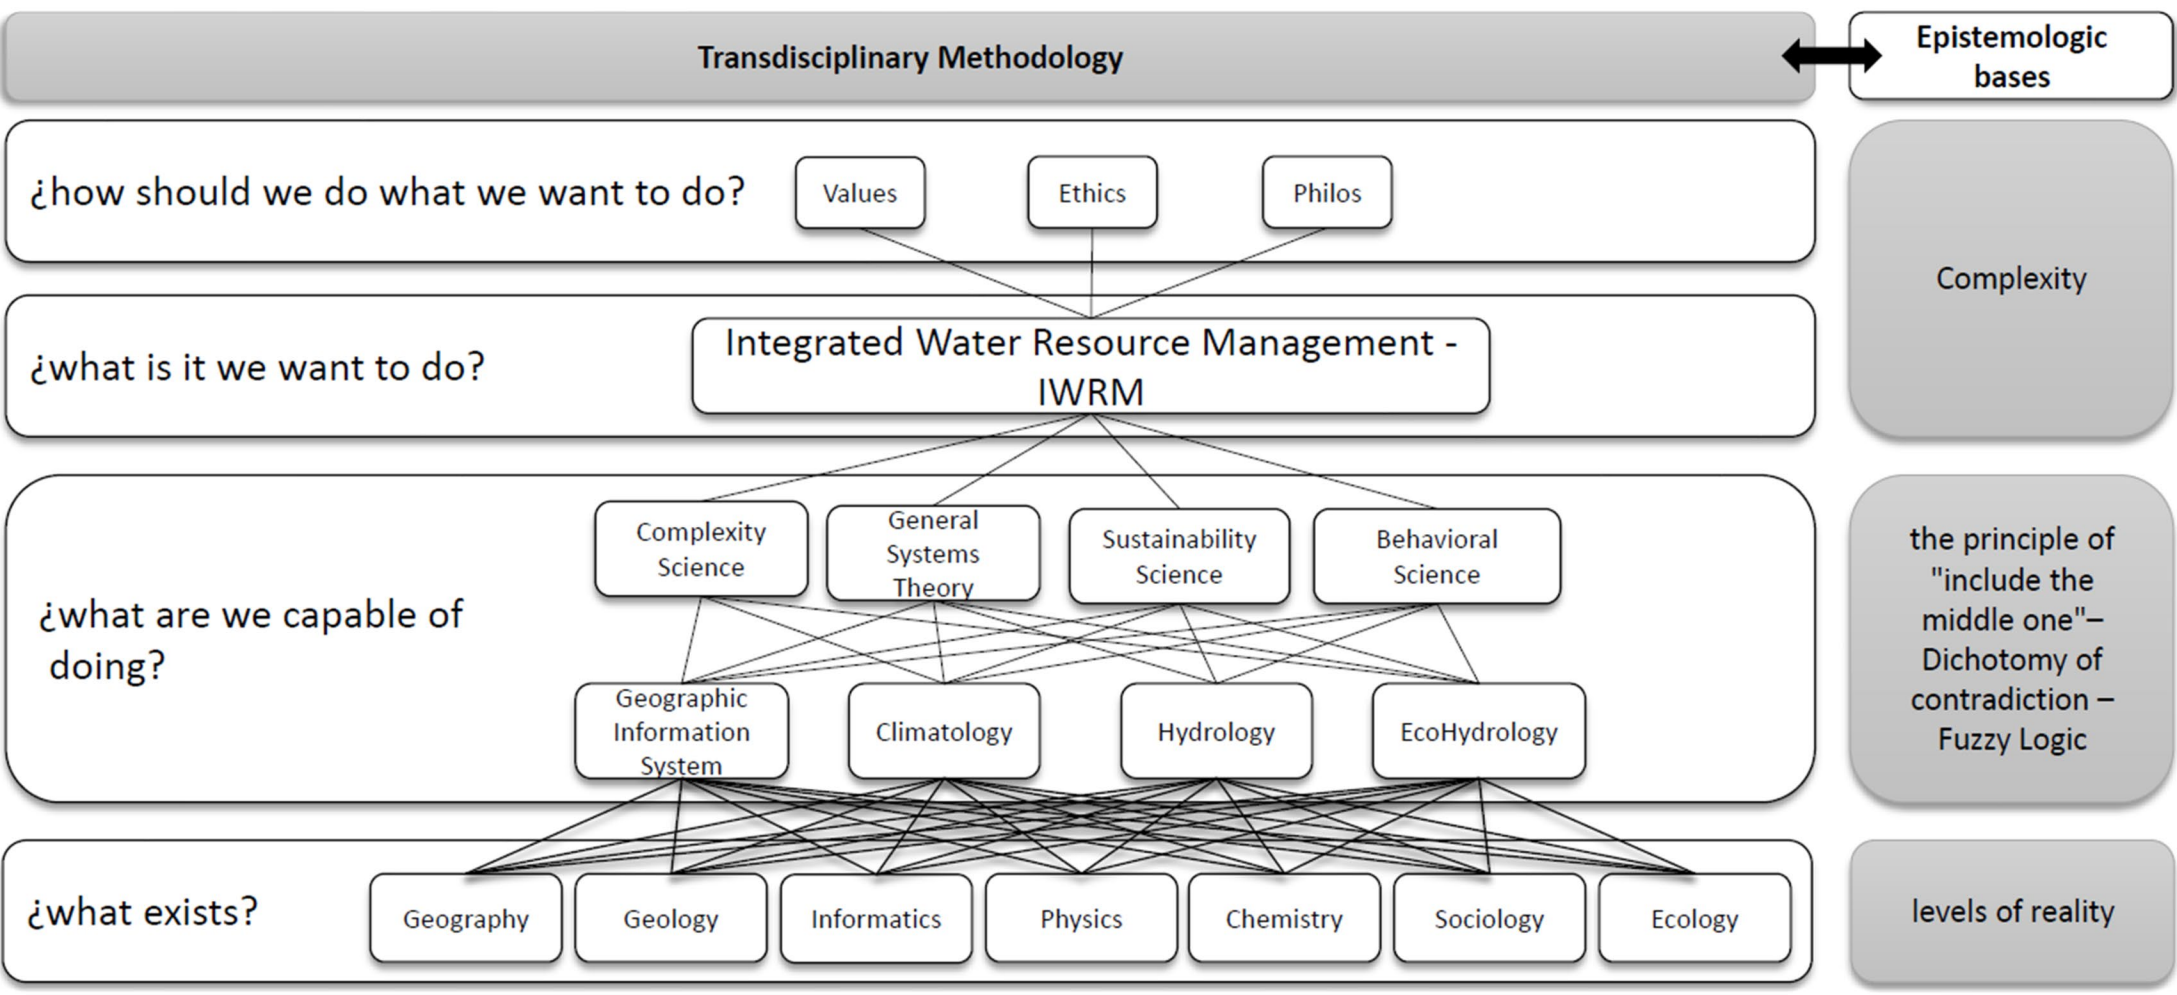 Transdisciplinary Methodology
Epistemologic
bases
¿how should we do what we want to do?
Values
Ethics
Philos
Complexity
¿what is it we want to do?
Integrated Water Resource Management -
IWRM
¿what are we capable of
doing?
Complexity
Science
General
Systems
Theory
Sustainability
Science
Behavioral
Science
Geographic
Information
System
Climatology
Hydrology
EcoHydrology
the principle of
"include the
middle one"–
Dichotomy of
contradiction –
Fuzzy Logic
¿what exists?
Geography
Geology
Informatics
Physics
Chemistry
Sociology
Ecology
levels of reality